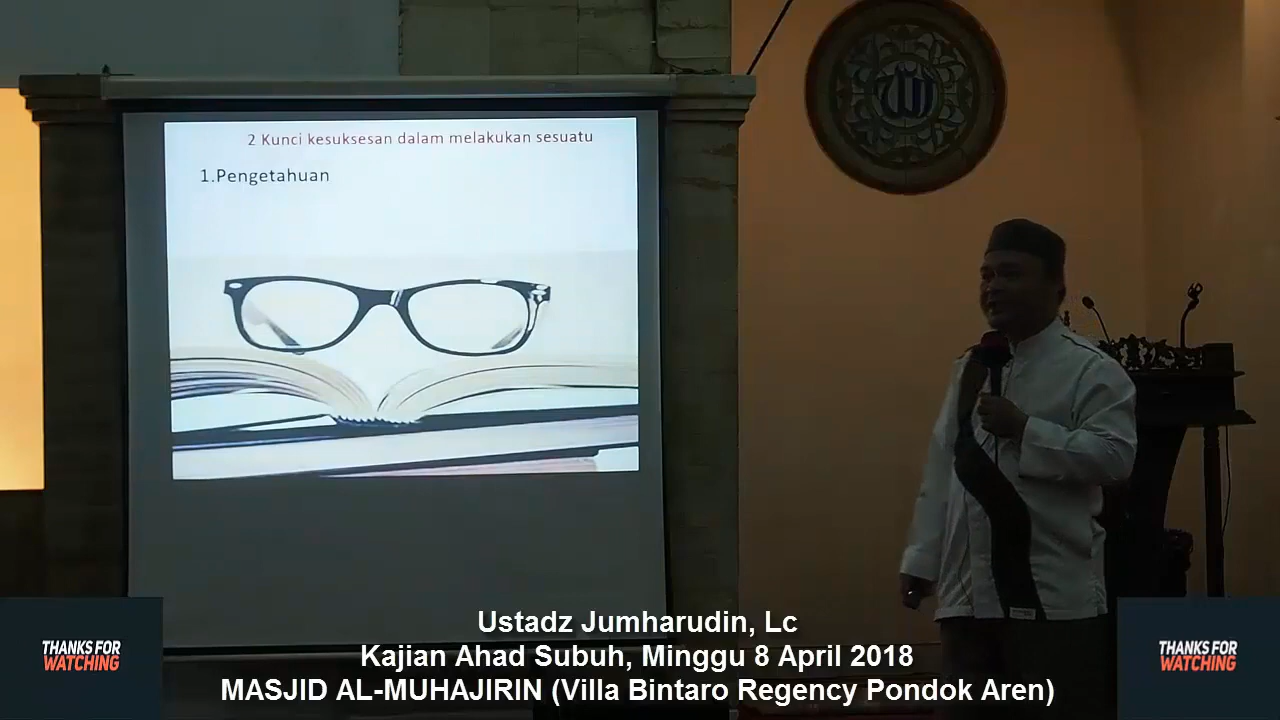 2 Kunci kesuksesan dalam melakukan sesuatu
1.Pengetahuan
Ustadz Jumharudin, Lc
Kajian Ahad Subuh, Minggu 8 April 2018
MASJID AL-MUHAJIRIN (Villa Bintaro Regency Pondok Aren)
THANKS FOR
WATCHING
THANKS FOR
WATCHING